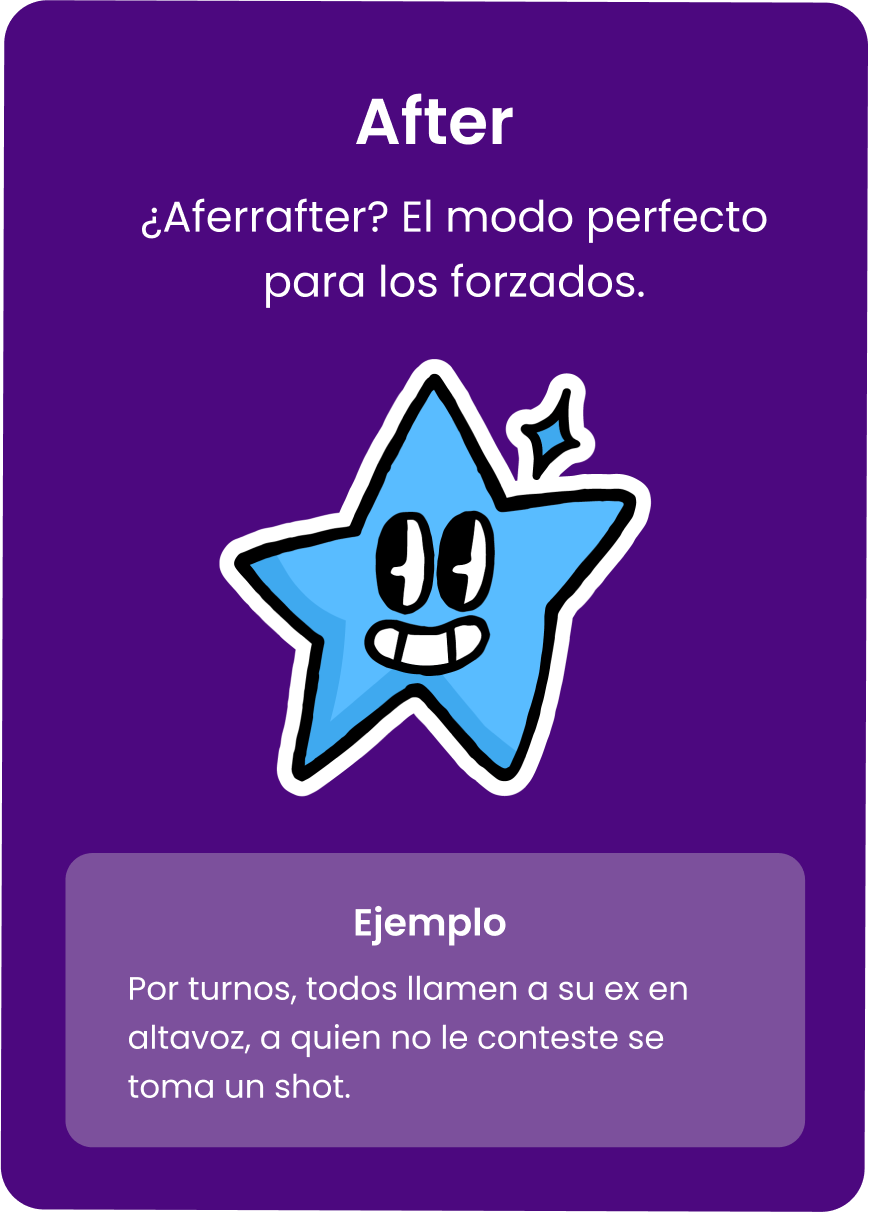 After
¿Aferrafter? El modo perfecto
para los forzados.
Ejemplo
Por turnos, todos llamen a su ex en
altavoz, a quien no le conteste se
toma un shot.